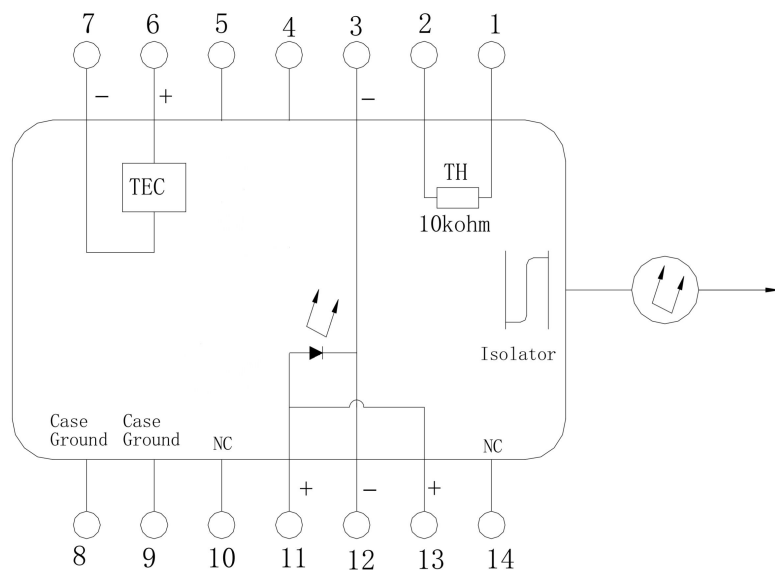 7 6 5 4 3 2 1
− + −
TEC
TH
10kohm
Isolator
Case
Ground
Case
Ground
NC
NC
+ − +
8 9 10 11 12 13 14